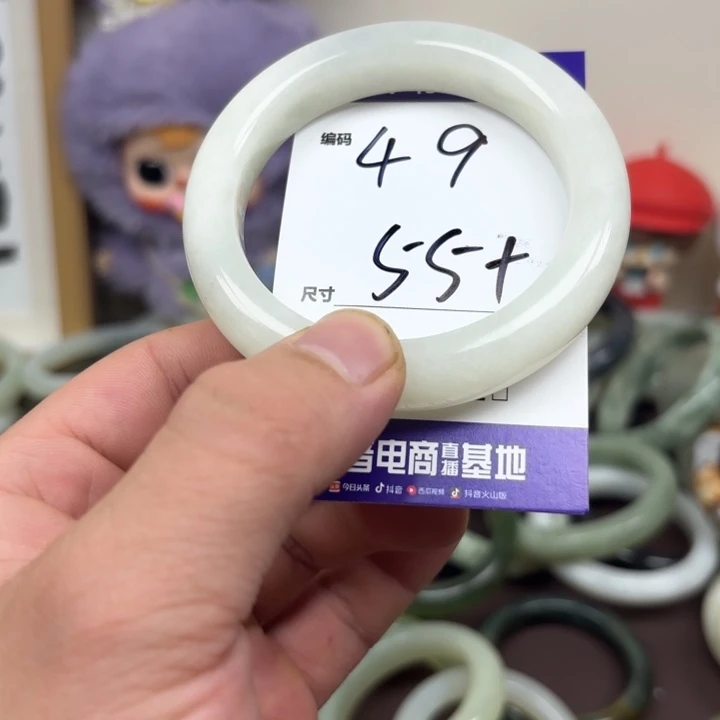 编码 49
尺寸 55+
音电商直播基地
今日头条 抖音 西瓜视频 抖音火山版